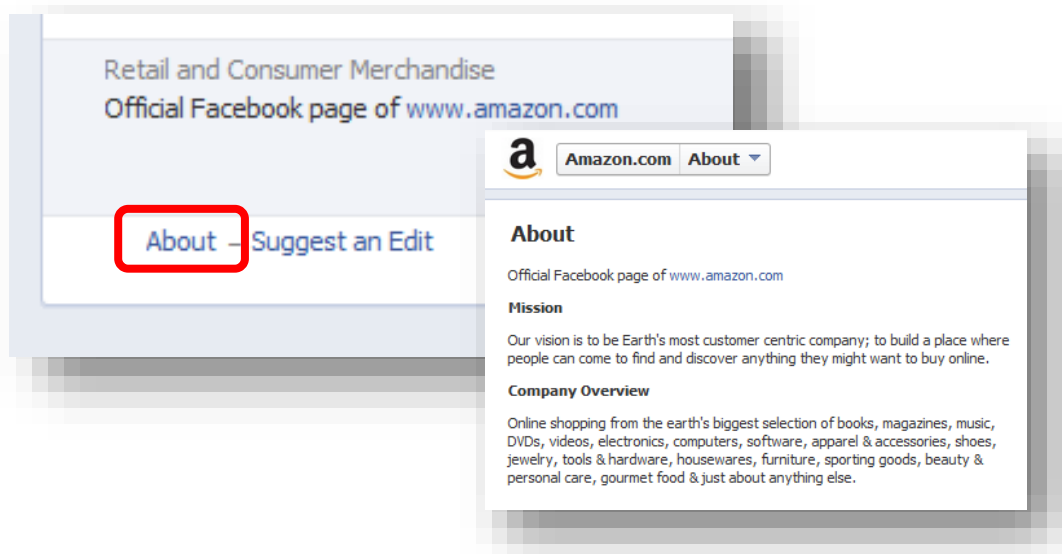 Retail and Consumer Merchandise
Official Facebook page of www.amazon.com
About – Suggest an Edit
a
Amazon.com About
About
Official Facebook page of www.amazon.com
Mission
Our vision is to be Earth's most customer centric company; to build a place where
people can come to find and discover anything they might want to buy online.
Company Overview
Online shopping from the earth's biggest selection of books, magazines, music,
DVDs, videos, electronics, computers, software, apparel & accessories, shoes,
jewelry, tools & hardware, housewares, furniture, sporting goods, beauty &
personal care, gourmet food & just about anything else.